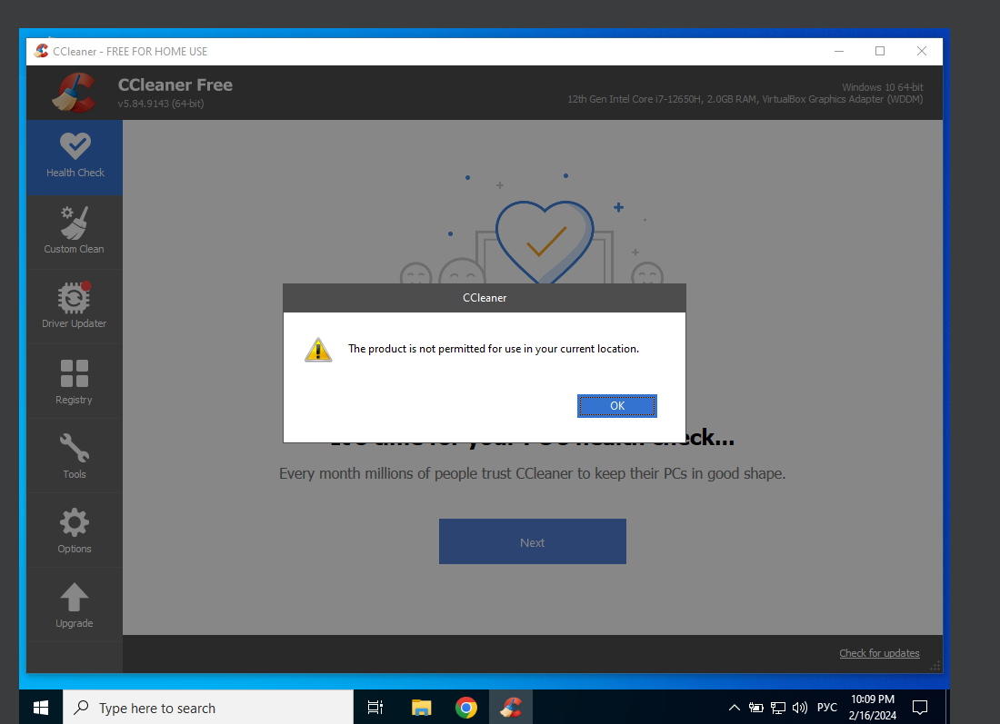 CCleaner - FREE FOR HOME USE
CCleaner Free
v5.84.9143 (64-bit)
Windows 10 64-bit
12th Gen Intel Core i7-12650H, 2.0GB RAM, VirtualBox Graphics Adapter (WDDM)
Health Check
Custom Clean
Driver Updater
Registry
Tools
Options
Upgrade
CCleaner
The product is not permitted for use in your current location.
OK
check...
Every month millions of people trust CCleaner to keep their PCs in good shape.
Next
Check for updates
Type here to search
РУС
10:09 PM
2/16/2024